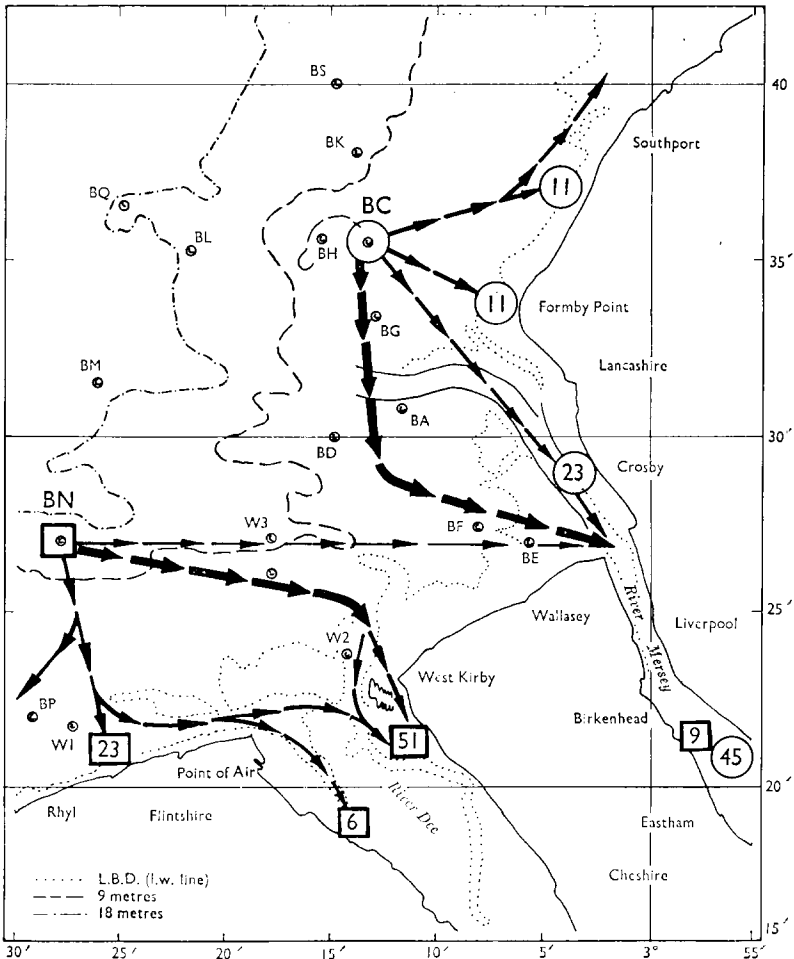 40
BS
BK
Southport
11
BQ
BC
BL
BH
35′
11
Formby Point
BG
Lancashire
BM
BA
BD
30′
23
Crosby
BN
W3
BF
BE
25′
Wallasey
River Mersey
Liverpool
W2
West Kirby
BP
W1
23
51
Birkenhead
9
45
Point of Air
20′
Rhyl
Flintshire
6
River Dee
Eastham
Cheshire
L.B.D. (l.w. line)
9 metres
18 metres
15′
30′
25′
20′
15′
10′
5′
3°
55′